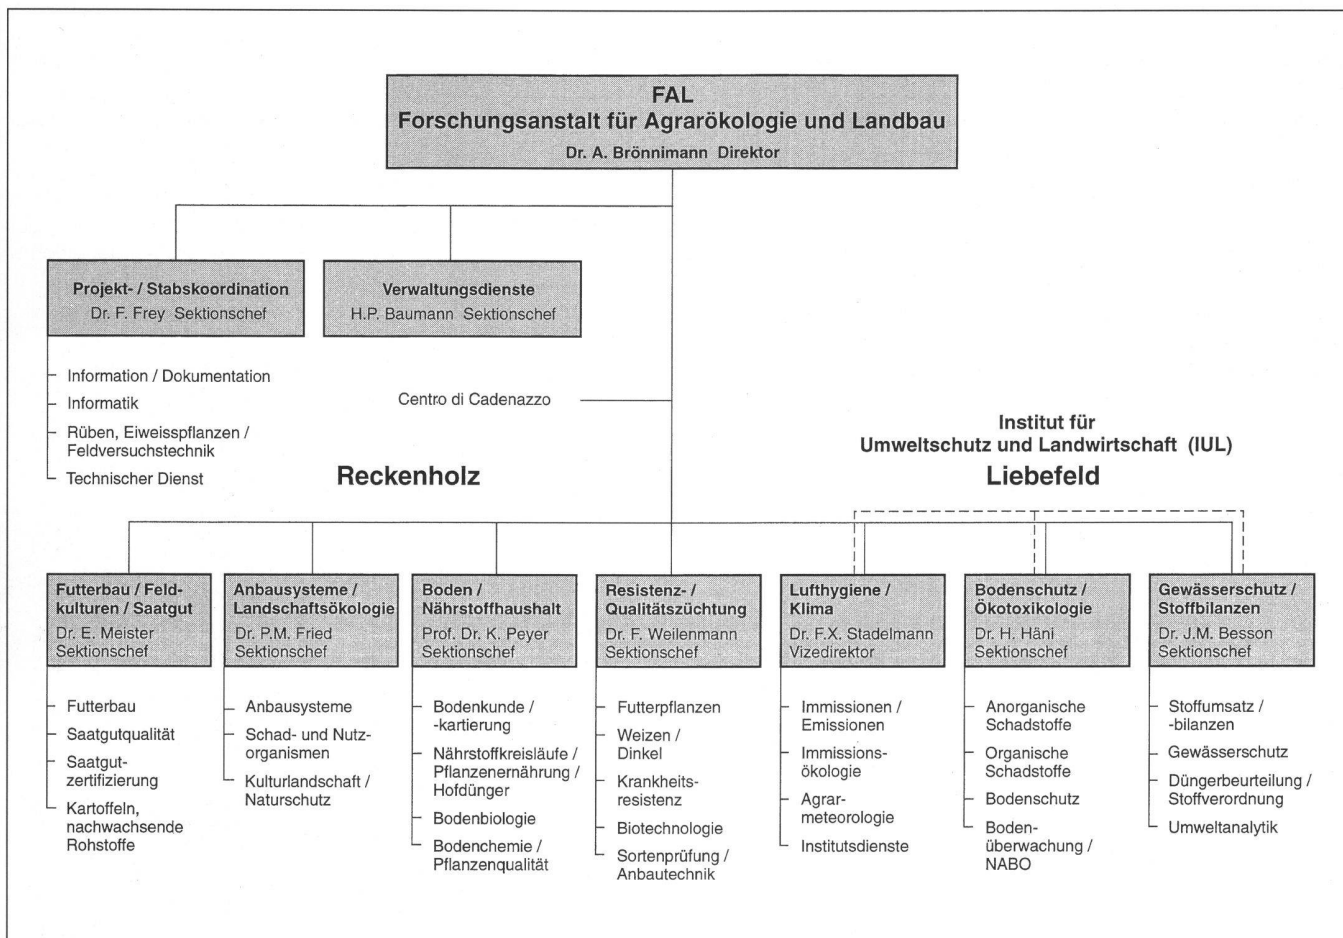 FAL
Forschungsanstalt für Agrarökologie und Landbau
Dr. A. Brönnimann Direktor
Projekt- / Stabskoordination
Dr. F. Frey Sektionschef
Verwaltungsdienste
H.P. Baumann Sektionschef
Information / Dokumentation
Informatik
Rüben, Eiweisspflanzen /
Feldversuchstechnik
Technischer Dienst
Centro di Cadenazzo
Reckenholz
Institut für
Umweltschutz und Landwirtschaft (IUL)
Liebefeld
Futterbau / Feld-
kulturen / Saatgut
Dr. E. Meister
Sektionschef
Futterbau
Saatgutqualität
Saatgut-
zertifizierung
Kartoffeln,
nachwachsende
Rohstoffe
Anbausysteme /
Landschaftsökologie
Dr. P.M. Fried
Sektionschef
Anbausysteme
Schad- und Nutz-
organismen
Kulturlandschaft /
Naturschutz
Boden /
Nährstoffhaushalt
Prof. Dr. K. Peyer
Sektionschef
Bodenkunde /
-kartierung
Nährstoffkreisläufe /
Pflanzenernährung /
Hofdünger
Bodenbiologie
Bodenchemie /
Pflanzenqualität
Resistenz- /
Qualitätszüchtung
Dr. F. Weilenmann
Sektionschef
Futterpflanzen
Weizen /
Dinkel
Krankheits-
resistenz
Biotechnologie
Sortenprüfung /
Anbautechnik
Lufthygiene /
Klima
Dr. F.X. Stadelmann
Vizedirektor
Immissionen /
Emissionen
Immissions-
ökologie
Agrar-
meteorologie
Institutsdienste
Bodenschutz /
Ökotoxikologie
Dr. H. Häni
Sektionschef
Anorganische
Schadstoffe
Organische
Schadstoffe
Bodenschutz
Boden-
überwachung /
NABO
Gewässerschutz /
Stoffbilanzen
Dr. J.M. Besson
Sektionschef
Stoffumsatz /
-bilanzen
Gewässerschutz
Düngerbeurteilung /
Stoffverordnung
Umweltanalytik